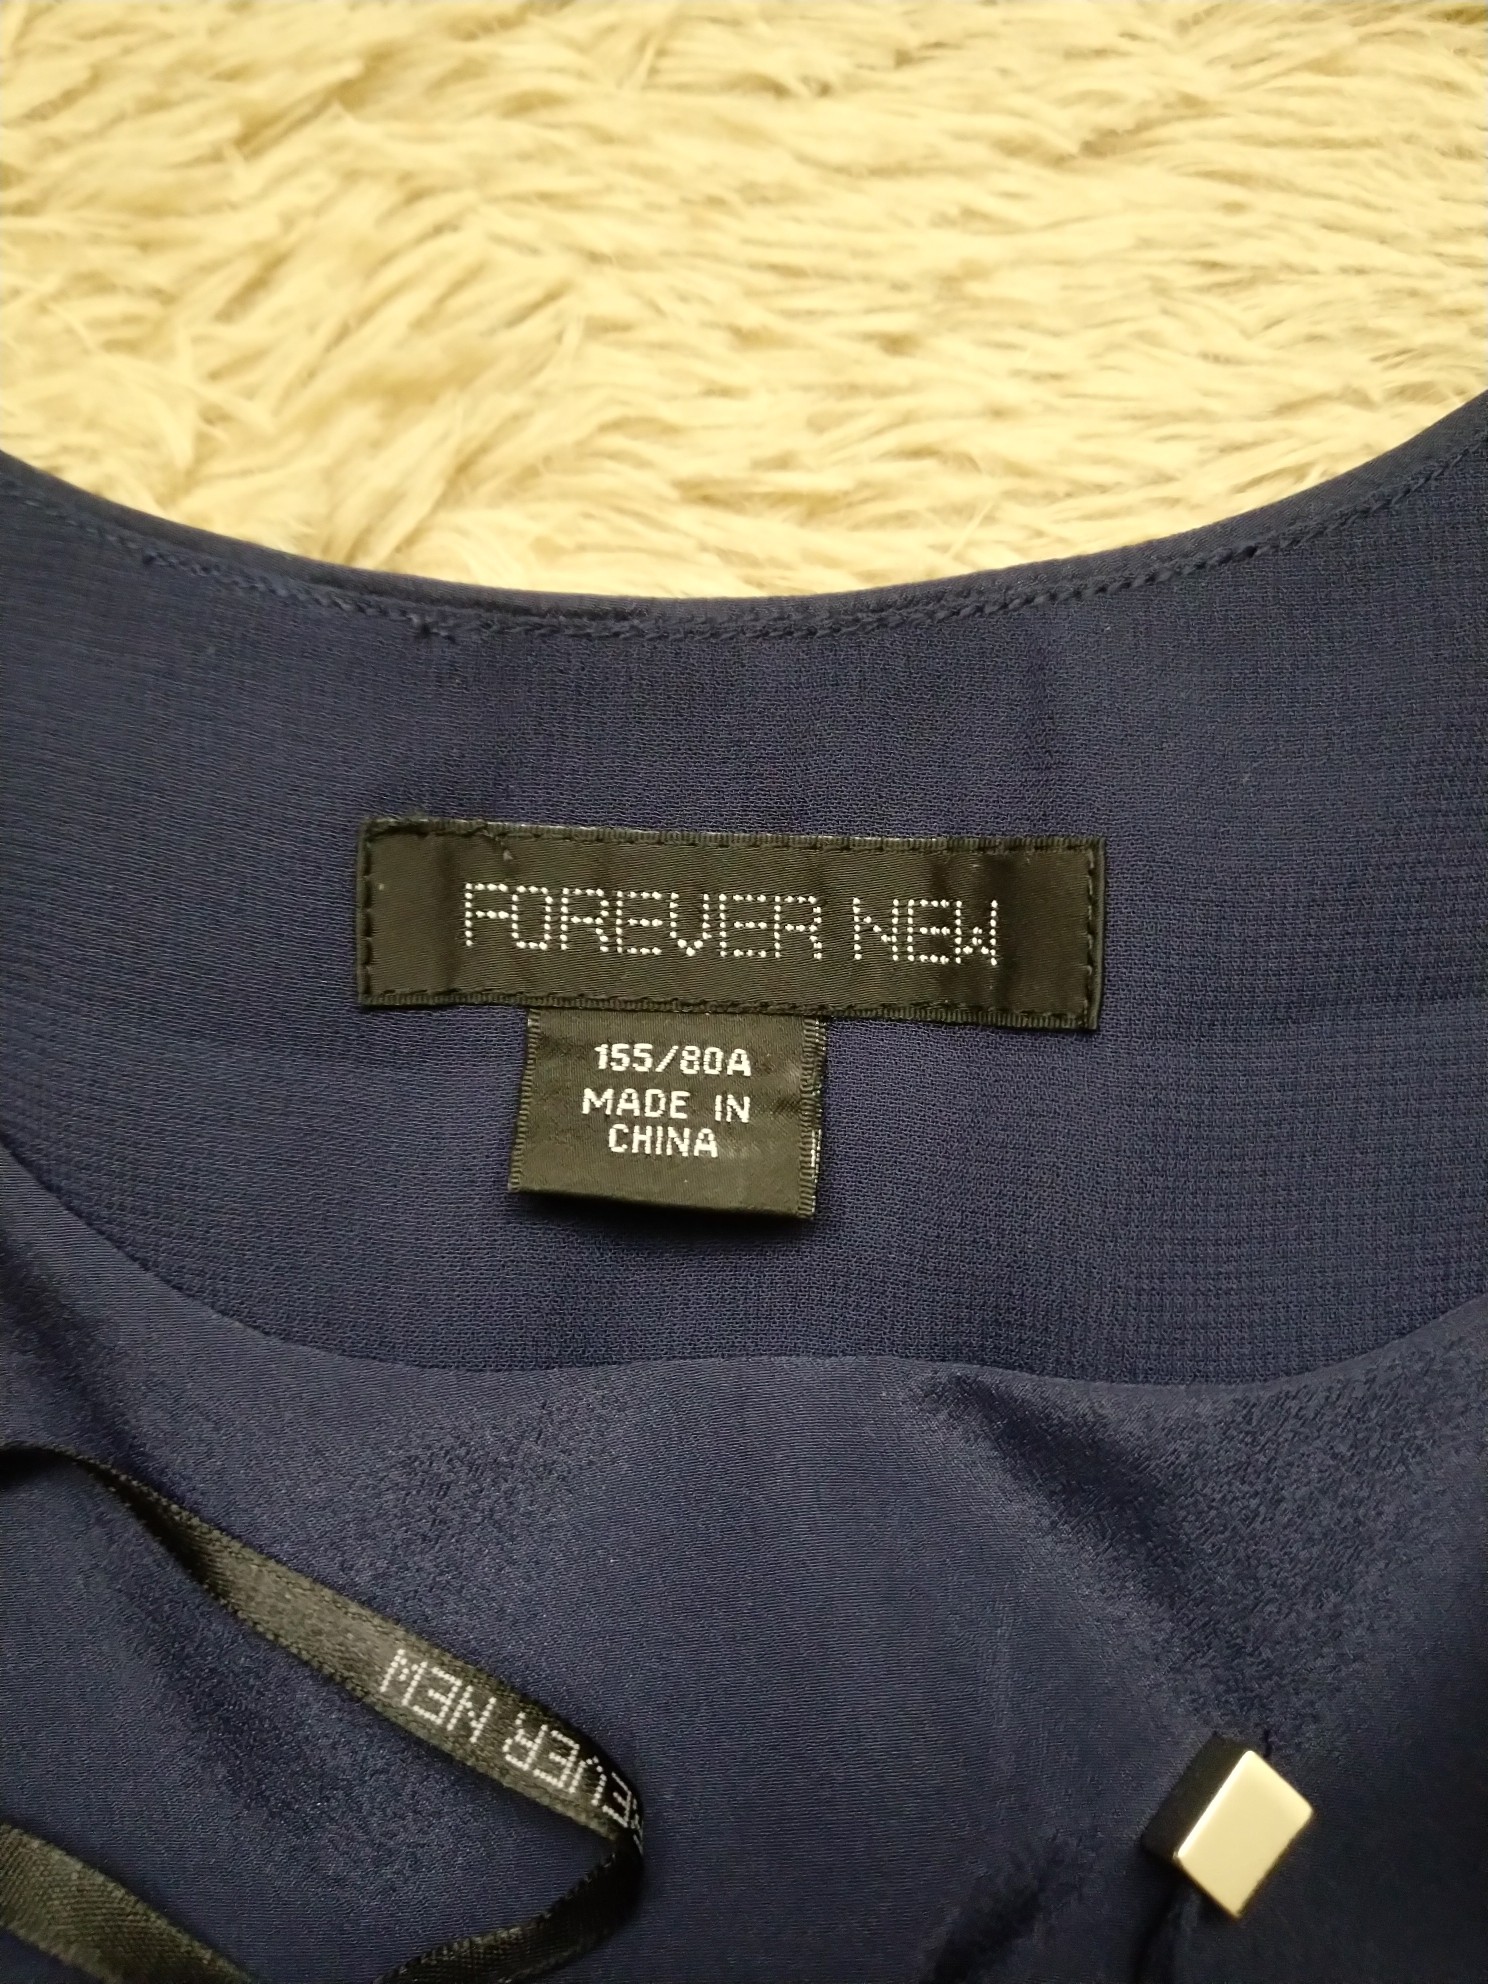 FOREVER NEW
155/80A
MADE IN
CHINA
EVER NEW